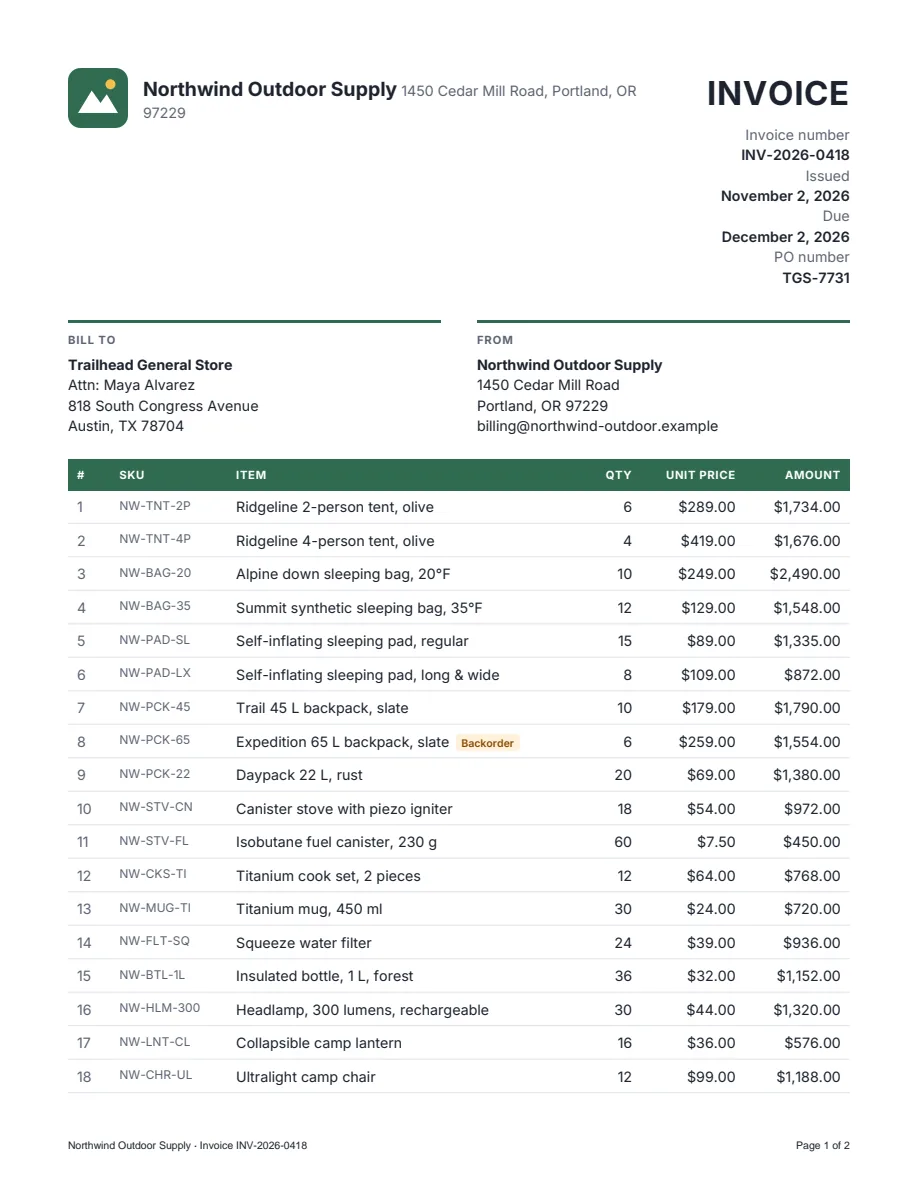 Northwind Outdoor Supply 1450 Cedar Mill Road, Portland, OR
97229
INVOICE
Invoice number
INV-2026-0418
Issued
November 2, 2026
Due
December 2, 2026
PO number
TGS-7731
BILL TO
Trailhead General Store
Attn: Maya Alvarez
818 South Congress Avenue
Austin, TX 78704
FROM
Northwind Outdoor Supply
1450 Cedar Mill Road
Portland, OR 97229
billing@northwind-outdoor.example
# SKU ITEM QTY UNIT PRICE AMOUNT
1 NW-TNT-2P Ridgeline 2-person tent, olive 6 $289.00 $1,734.00
2 NW-TNT-4P Ridgeline 4-person tent, olive 4 $419.00 $1,676.00
3 NW-BAG-20 Alpine down sleeping bag, 20°F 10 $249.00 $2,490.00
4 NW-BAG-35 Summit synthetic sleeping bag, 35°F 12 $129.00 $1,548.00
5 NW-PAD-SL Self-inflating sleeping pad, regular 15 $89.00 $1,335.00
6 NW-PAD-LX Self-inflating sleeping pad, long & wide 8 $109.00 $872.00
7 NW-PCK-45 Trail 45 L backpack, slate 10 $179.00 $1,790.00
8 NW-PCK-65 Expedition 65 L backpack, slate Backorder 6 $259.00 $1,554.00
9 NW-PCK-22 Daypack 22 L, rust 20 $69.00 $1,380.00
10 NW-STV-CN Canister stove with piezo igniter 18 $54.00 $972.00
11 NW-STV-FL Isobutane fuel canister, 230 g 60 $7.50 $450.00
12 NW-CKS-TI Titanium cook set, 2 pieces 12 $64.00 $768.00
13 NW-MUG-TI Titanium mug, 450 ml 30 $24.00 $720.00
14 NW-FLT-SQ Squeeze water filter 24 $39.00 $936.00
15 NW-BTL-1L Insulated bottle, 1 L, forest 36 $32.00 $1,152.00
16 NW-HLM-300 Headlamp, 300 lumens, rechargeable 30 $44.00 $1,320.00
17 NW-LNT-CL Collapsible camp lantern 16 $36.00 $576.00
18 NW-CHR-UL Ultralight camp chair 12 $99.00 $1,188.00
Northwind Outdoor Supply · Invoice INV-2026-0418 Page 1 of 2